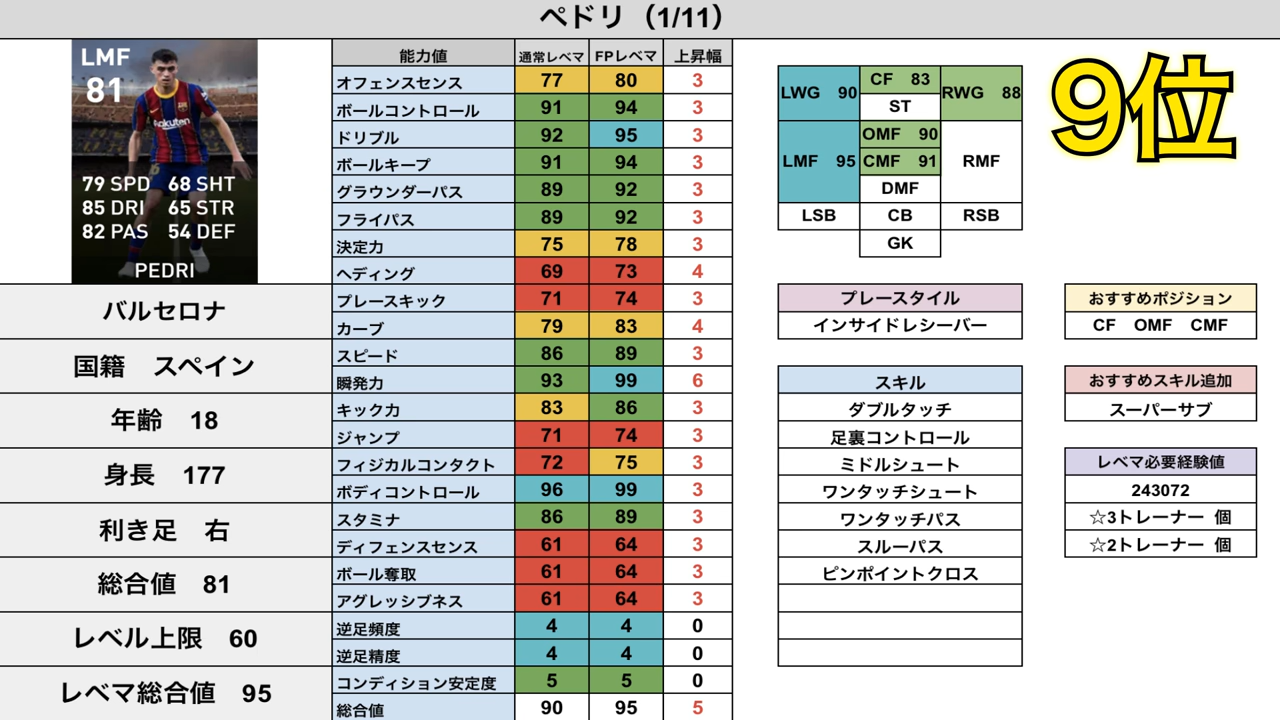 ペドリ（1/11）
LMF
81
Rakuten
79 SPD 68 SHT
85 DRI 65 STR
82 PAS 54 DEF
PEDRI
バルセロナ
国籍 スペイン
年齢 18
身長 177
利き足 右
総合値 81
レベル上限 60
レベマ総合値 95
能力値 通常レベマ FPレベマ 上昇幅
オフェンスセンス 77 80 3
ボールコントロール 91 94 3
ドリブル 92 95 3
ボールキープ 91 94 3
グラウンダーパス 89 92 3
フライパス 89 92 3
決定力 75 78 3
ヘディング 69 73 4
プレースキック 71 74 3
カーブ 79 83 4
スピード 86 89 3
瞬発力 93 99 6
キック力 83 86 3
ジャンプ 71 74 3
フィジカルコンタクト 72 75 3
ボディコントロール 96 99 3
スタミナ 86 89 3
ディフェンスセンス 61 64 3
ボール奪取 61 64 3
アグレッシブネス 61 64 3
逆足頻度 4 4 0
逆足精度 4 4 0
コンディション安定度 5 5 0
総合値 90 95 5
LWG 90 CF 83 RWG 88
ST
OMF 90
LMF 95 CMF 91 RMF
DMF
LSB CB RSB
GK
9位
プレースタイル
インサイドレシーバー
スキル
ダブルタッチ
足裏コントロール
ミドルシュート
ワンタッチシュート
ワンタッチパス
スルーパス
ピンポイントクロス
おすすめポジション
CF OMF CMF
おすすめスキル追加
スーパーサブ
レベマ必要経験値
243072
☆3トレーナー 個
☆2トレーナー 個